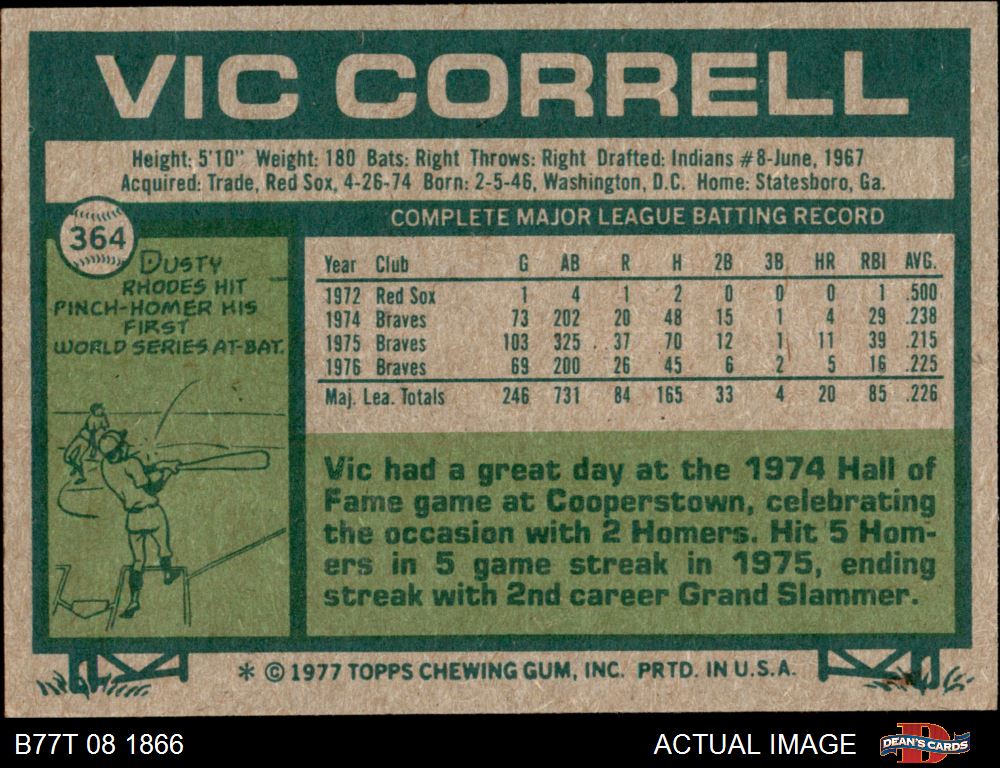 VIC CORRELL
Height: 5'10" Weight: 180 Bats: Right Throws: Right Drafted: Indians #8-June, 1967
Acquired: Trade, Red Sox, 4-26-74 Born: 2-5-46, Washington, D.C. Home: Statesboro, Ga.
364
DUSTY
RHODES HIT
PINCH-HOMER HIS
FIRST
WORLD SERIES AT-BAT.
COMPLETE MAJOR LEAGUE BATTING RECORD
Year Club G AB R H 2B 3B HR RBI AVG.
1972 Red Sox 1 4 1 2 0 0 0 1 .500
1974 Braves 73 202 20 48 15 1 4 29 .238
1975 Braves 103 325 37 70 12 1 11 39 .215
1976 Braves 69 200 26 45 6 2 5 16 .225
Maj. Lea. Totals 246 731 84 165 33 4 20 85 .226
Vic had a great day at the 1974 Hall of
Fame game at Cooperstown, celebrating
the occasion with 2 Homers. Hit 5 Hom-
ers in 5 game streak in 1975, ending
streak with 2nd career Grand Slammer.
* © 1977 TOPPS CHEWING GUM, INC. PRTD. IN U.S.A.
B77T 08 1866
ACTUAL IMAGE
DEAN'S CARDS